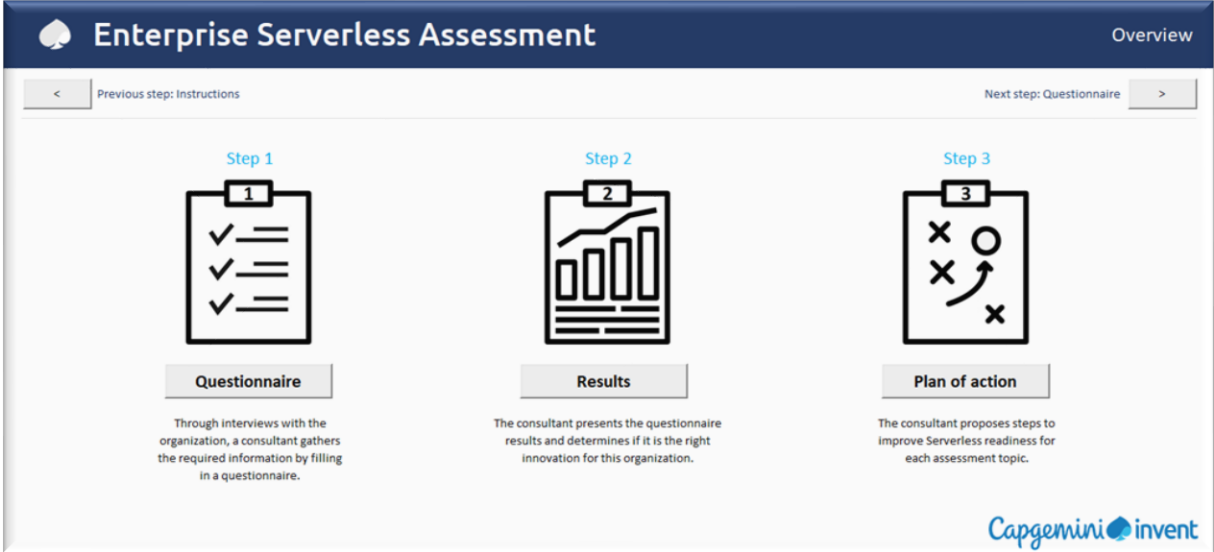 Enterprise Serverless Assessment
Overview
<
Previous step: Instructions
Next step: Questionnaire
>
Step 1
1
Questionnaire
Through interviews with the
organization, a consultant gathers
the required information by filling
in a questionnaire.
Step 2
2
Results
The consultant presents the questionnaire
results and determines if it is the right
innovation for this organization.
Step 3
3
Plan of action
The consultant proposes steps to
improve Serverless readiness for
each assessment topic.
Capgemini invent